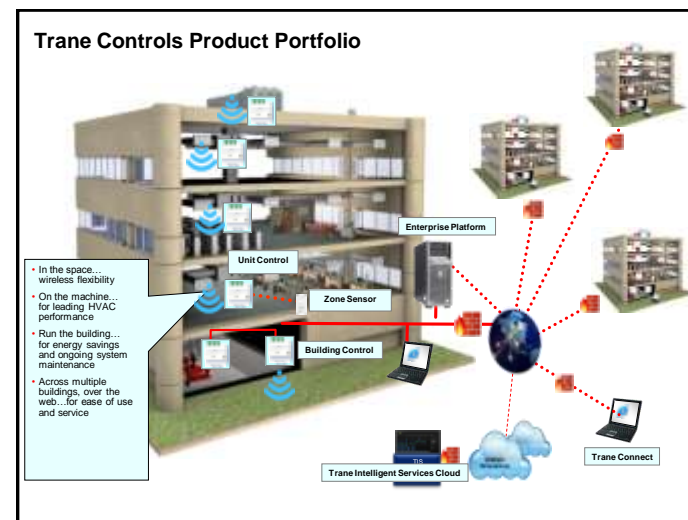 Trane Controls Product Portfolio
Enterprise Platform
Unit Control
• In the space…
wireless flexibility
• On the machine…
for leading HVAC
performance
• Run the building…
for energy savings
and ongoing system
maintenance
• Across multiple
buildings, over the
web…for ease of use
and service
Zone Sensor
Building Control
TIS
Trane Intelligent Services Cloud
Trane Connect